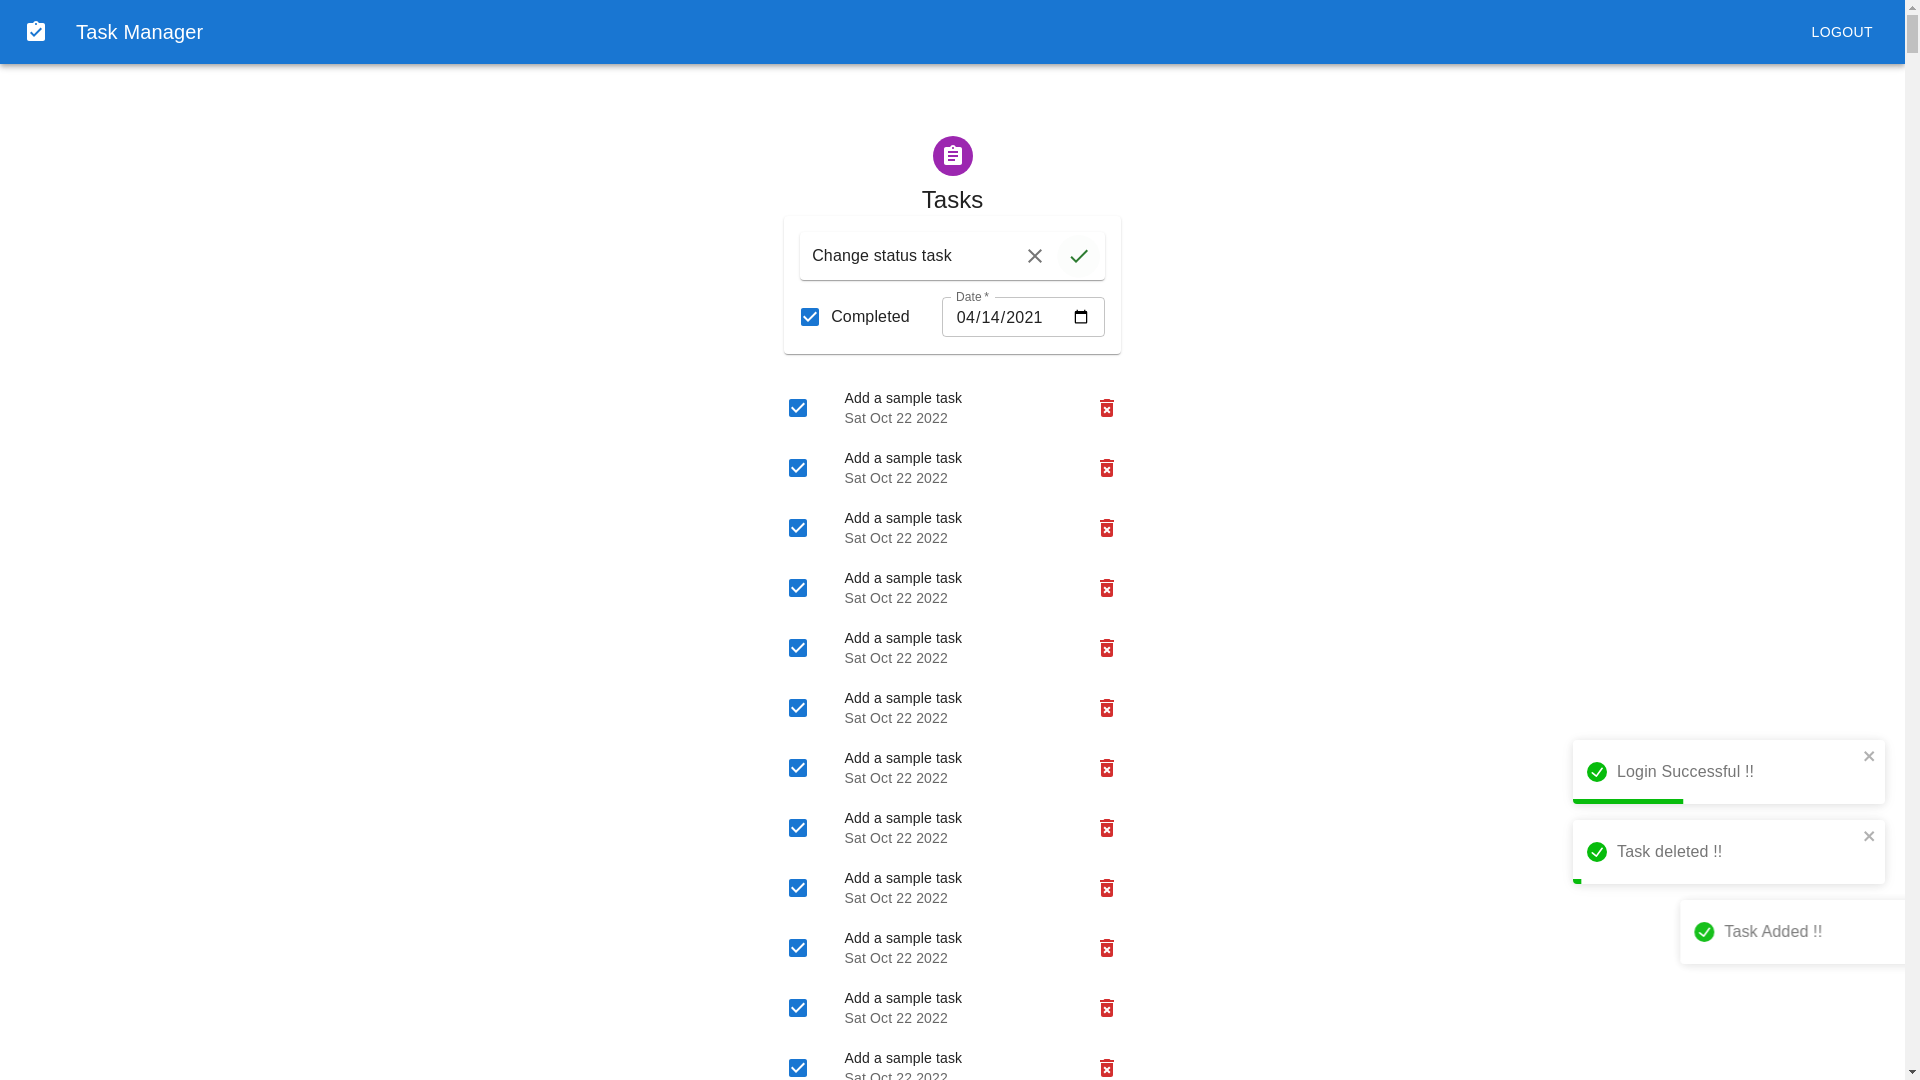 Task Manager
LOGOUT
Tasks
Change status task
Date *
Completed
04/14/2021
Add a sample task
Sat Oct 22 2022
Add a sample task
Sat Oct 22 2022
Add a sample task
Sat Oct 22 2022
Add a sample task
Sat Oct 22 2022
Add a sample task
Sat Oct 22 2022
Add a sample task
Sat Oct 22 2022
Add a sample task
Sat Oct 22 2022
Add a sample task
Sat Oct 22 2022
Add a sample task
Sat Oct 22 2022
Add a sample task
Sat Oct 22 2022
Add a sample task
Sat Oct 22 2022
Add a sample task
Sat Oct 22 2022
Login Successful !!
Task deleted !!
Task Added !!